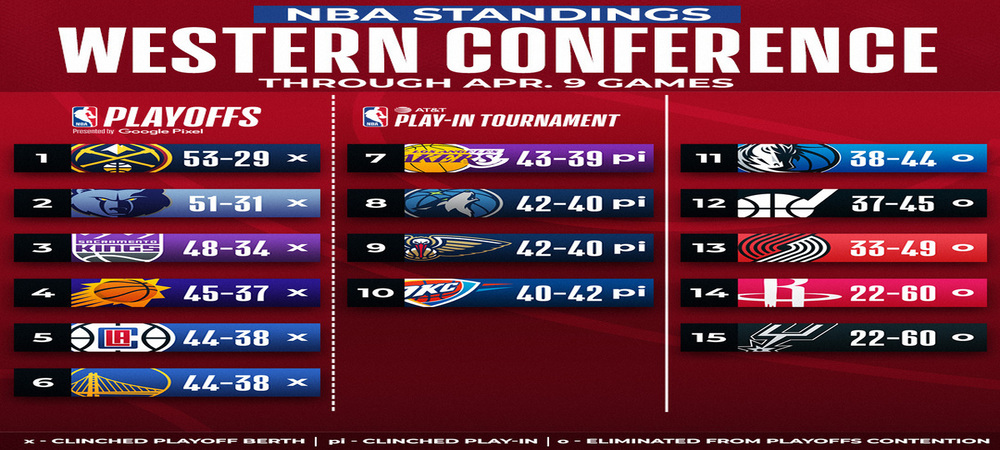 NBA STANDINGS
WESTERN CONFERENCE
THROUGH APR. 9 GAMES
NBA PLAYOFFS
Presented by Google Pixel
1 53-29 x
2 51-31 x
3 SACRAMENTO KINGS 48-34 x
4 45-37 x
5 LA 44-38 x
6 44-38 x
NBA AT&T
PLAY-IN TOURNAMENT
7 LAKERS 43-39 pi
8 42-40 pi
9 42-40 pi
10 OKC 40-42 pi
11 38-44 o
12 37-45 o
13 33-49 o
14 R 22-60 o
15 22-60 o
x - CLINCHED PLAYOFF BERTH | pi - CLINCHED PLAY-IN | o - ELIMINATED FROM PLAYOFFS CONTENTION